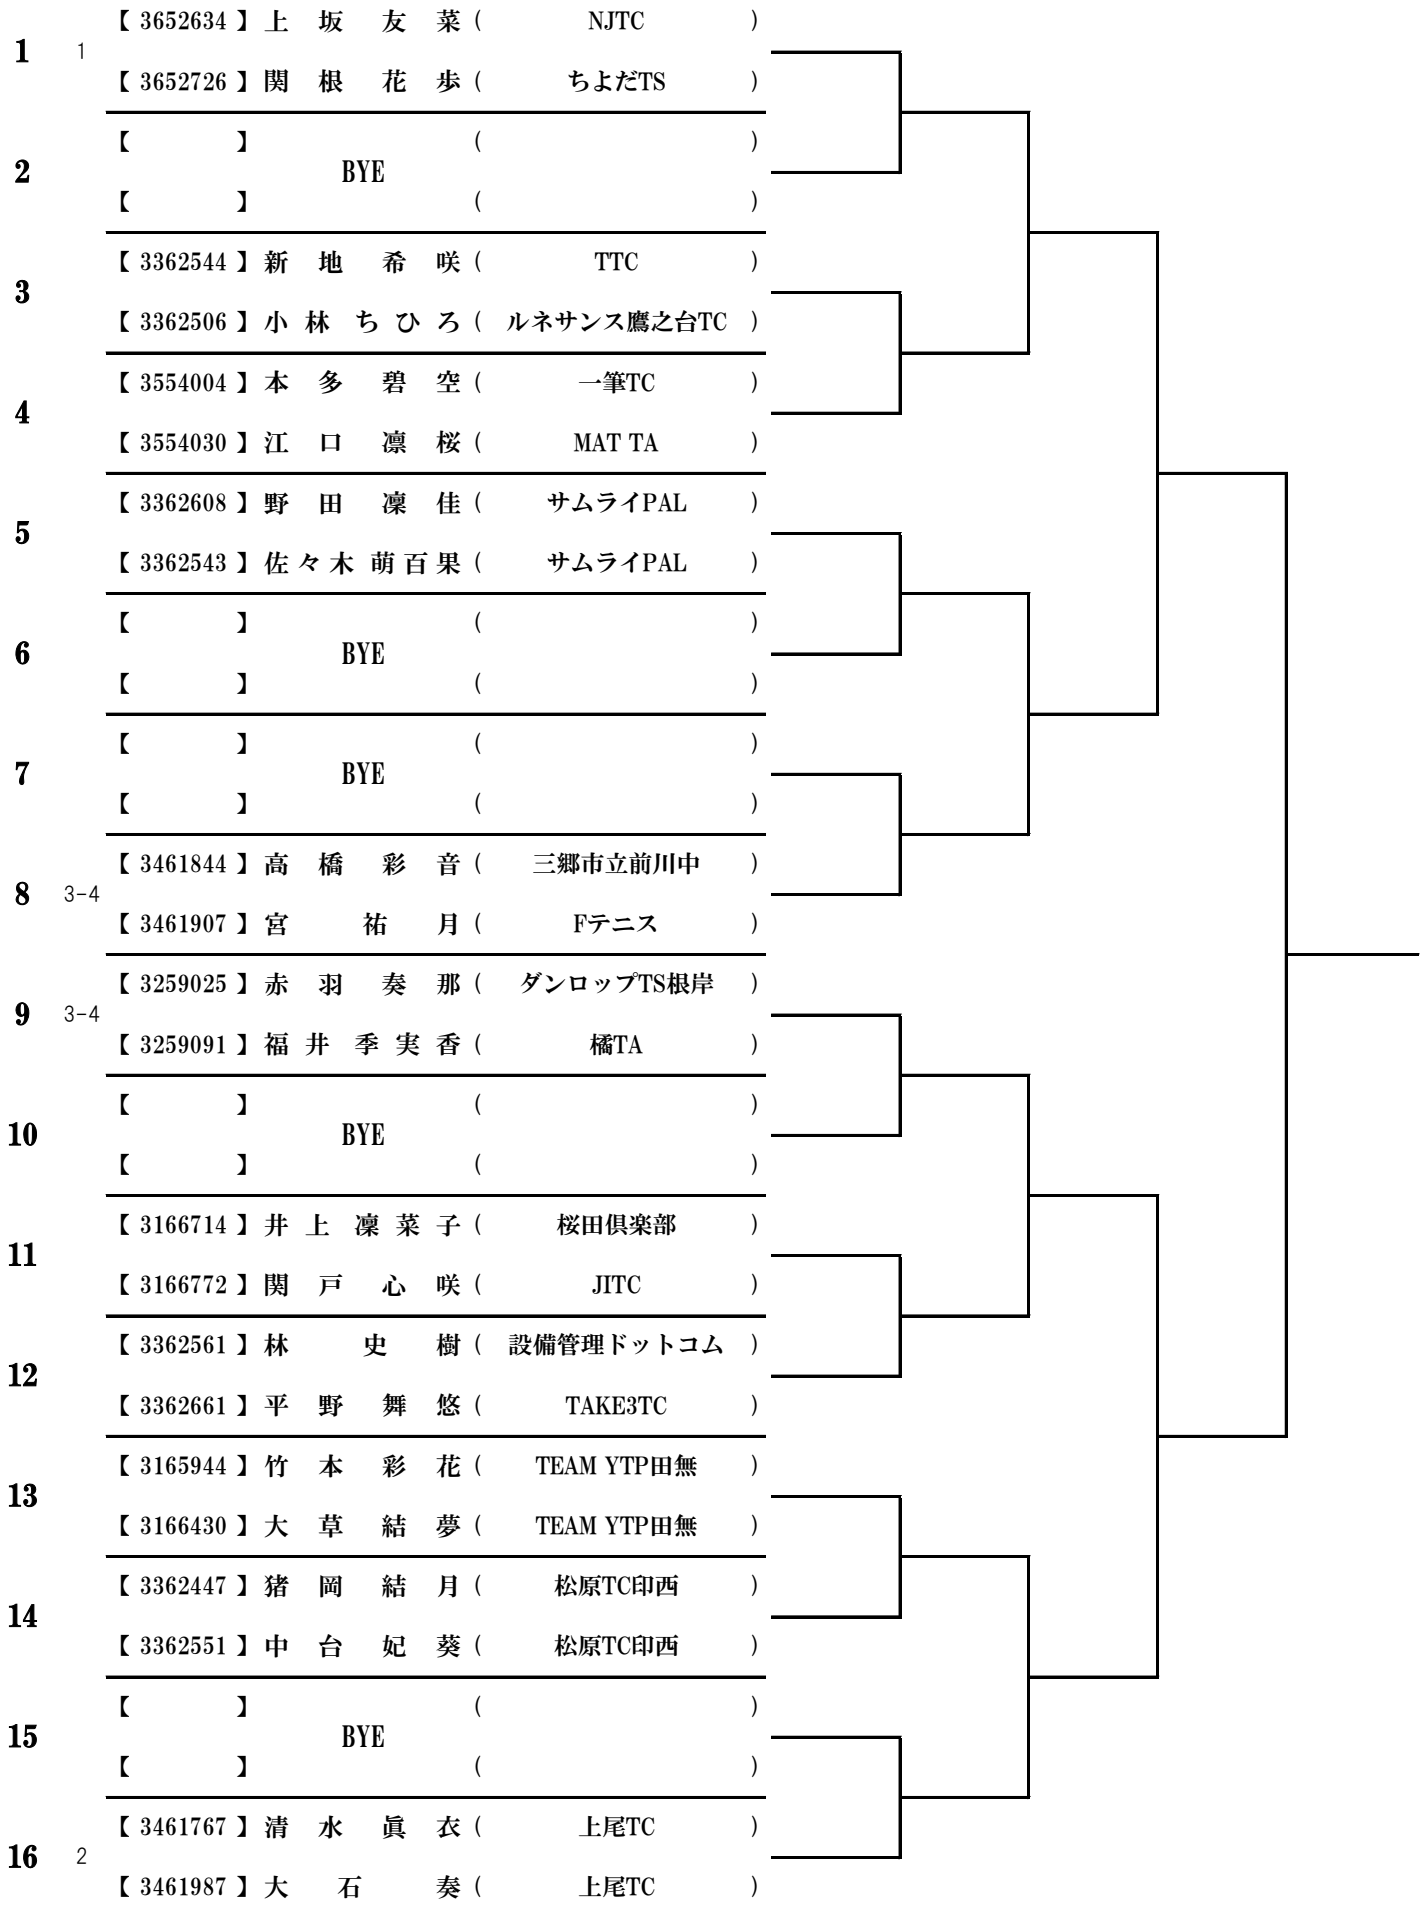 【 3652634 】 上 坂 友 菜 ( NJTC )
1 1
【 3652726 】 関 根 花 歩 ( ちよだTS )
【 】 ( )
2 BYE
【 】 ( )
【 3362544 】 新 地 希 咲 ( TTC )
3
【 3362506 】 小 林 ち ひ ろ ( ルネサンス鷹之台TC )
【 3554004 】 本 多 碧 空 ( 一筆TC )
4
【 3554030 】 江 口 凛 桜 ( MAT TA )
【 3362608 】 野 田 凜 佳 ( サムライPAL )
5
【 3362543 】 佐 々 木 萌 百 果 ( サムライPAL )
【 】 ( )
6 BYE
【 】 ( )
【 】 ( )
7 BYE
【 】 ( )
【 3461844 】 高 橋 彩 音 ( 三郷市立前川中 )
8 3-4
【 3461907 】 宮 祐 月 ( Fテニス )
【 3259025 】 赤 羽 奏 那 ( ダンロップTS根岸 )
9 3-4
【 3259091 】 福 井 季 実 香 ( 橘TA )
【 】 ( )
10 BYE
【 】 ( )
【 3166714 】 井 上 凜 菜 子 ( 桜田倶楽部 )
11
【 3166772 】 関 戸 心 咲 ( JITC )
【 3362561 】 林 史 樹 ( 設備管理ドットコム )
12
【 3362661 】 平 野 舞 悠 ( TAKE3TC )
【 3165944 】 竹 本 彩 花 ( TEAM YTP田無 )
13
【 3166430 】 大 草 結 夢 ( TEAM YTP田無 )
【 3362447 】 猪 岡 結 月 ( 松原TC印西 )
14
【 3362551 】 中 台 妃 葵 ( 松原TC印西 )
【 】 ( )
15 BYE
【 】 ( )
【 3461767 】 清 水 眞 衣 ( 上尾TC )
16 2
【 3461987 】 大 石 奏 ( 上尾TC )